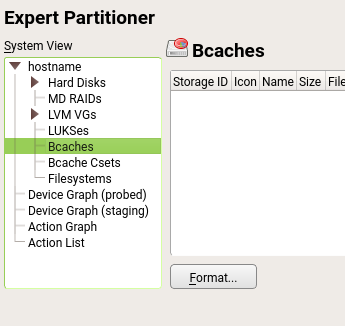 Expert Partitioner
System View
hostname
Hard Disks
MD RAIDs
LVM VGs
LUKSes
Bcaches
Bcache Csets
Filesystems
Device Graph (probed)
Device Graph (staging)
Action Graph
Action List
Bcaches
Storage ID Icon Name Size File
Format...